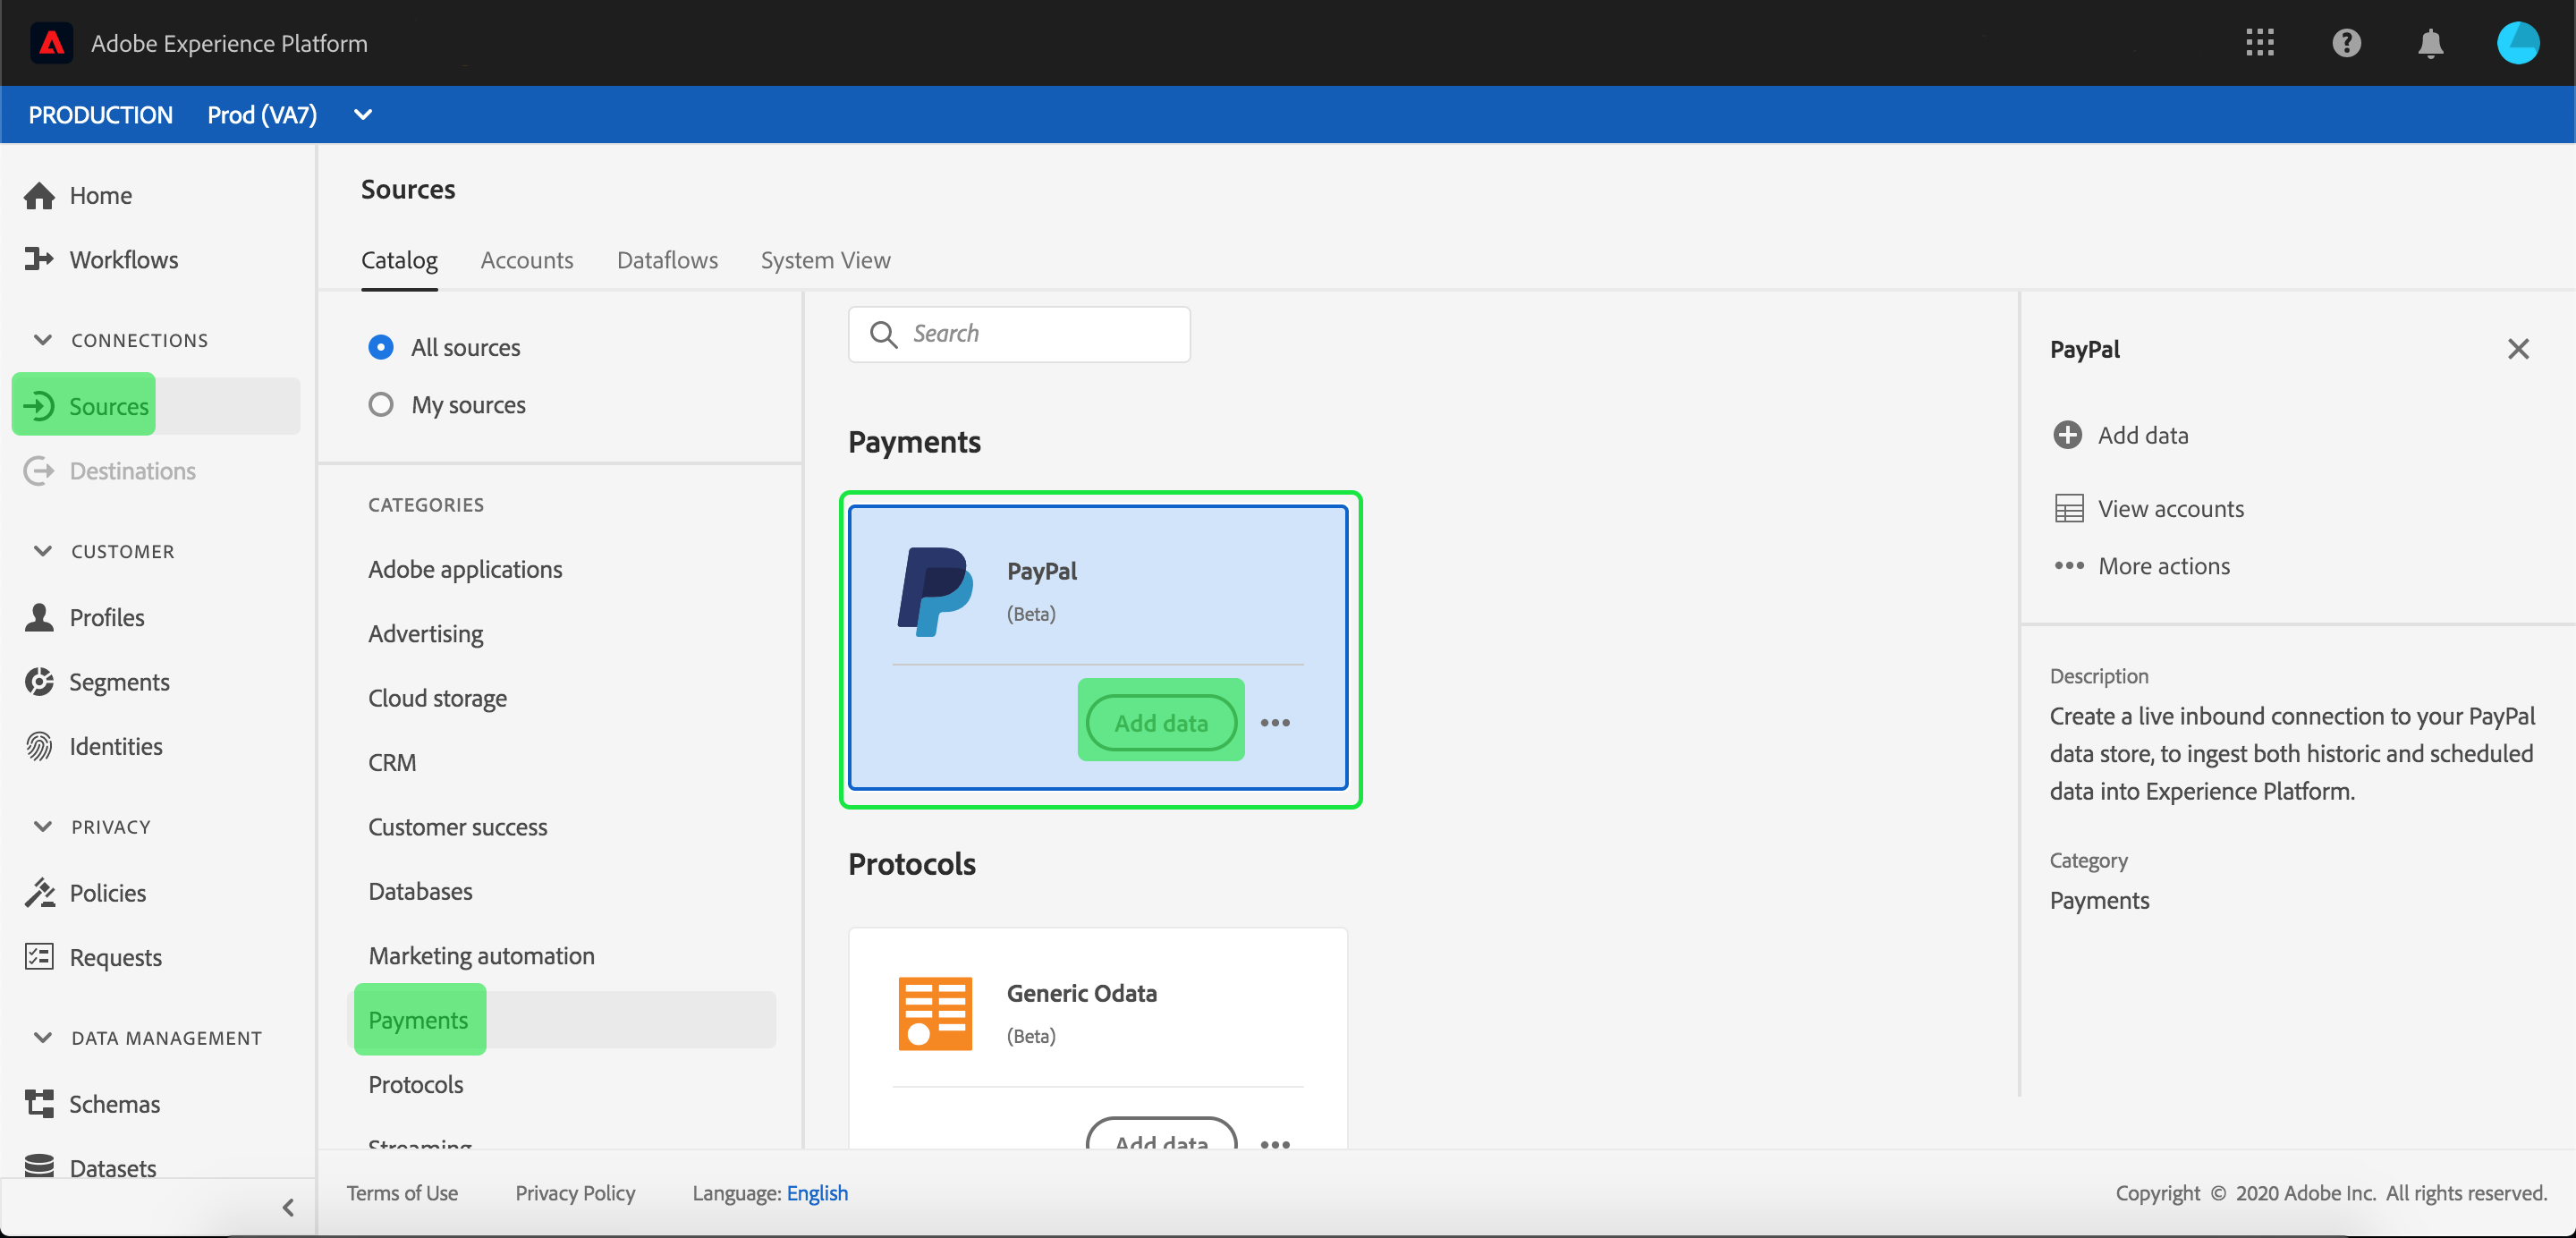 Adobe Experience Platform
PRODUCTION Prod (VA7)
Home
Workflows
CONNECTIONS
Sources
Destinations
CUSTOMER
Profiles
Segments
Identities
PRIVACY
Policies
Requests
DATA MANAGEMENT
Schemas
Datasets
Sources
Catalog Accounts Dataflows System View
All sources
My sources
CATEGORIES
Adobe applications
Advertising
Cloud storage
CRM
Customer success
Databases
Marketing automation
Payments
Protocols
Streaming
Search
Payments
PayPal
(Beta)
Add data
Protocols
Generic Odata
(Beta)
Add data
PayPal
Add data
View accounts
More actions
Description
Create a live inbound connection to your PayPal
data store, to ingest both historic and scheduled
data into Experience Platform.
Category
Payments
Terms of Use Privacy Policy Language: English
Copyright © 2020 Adobe Inc. All rights reserved.